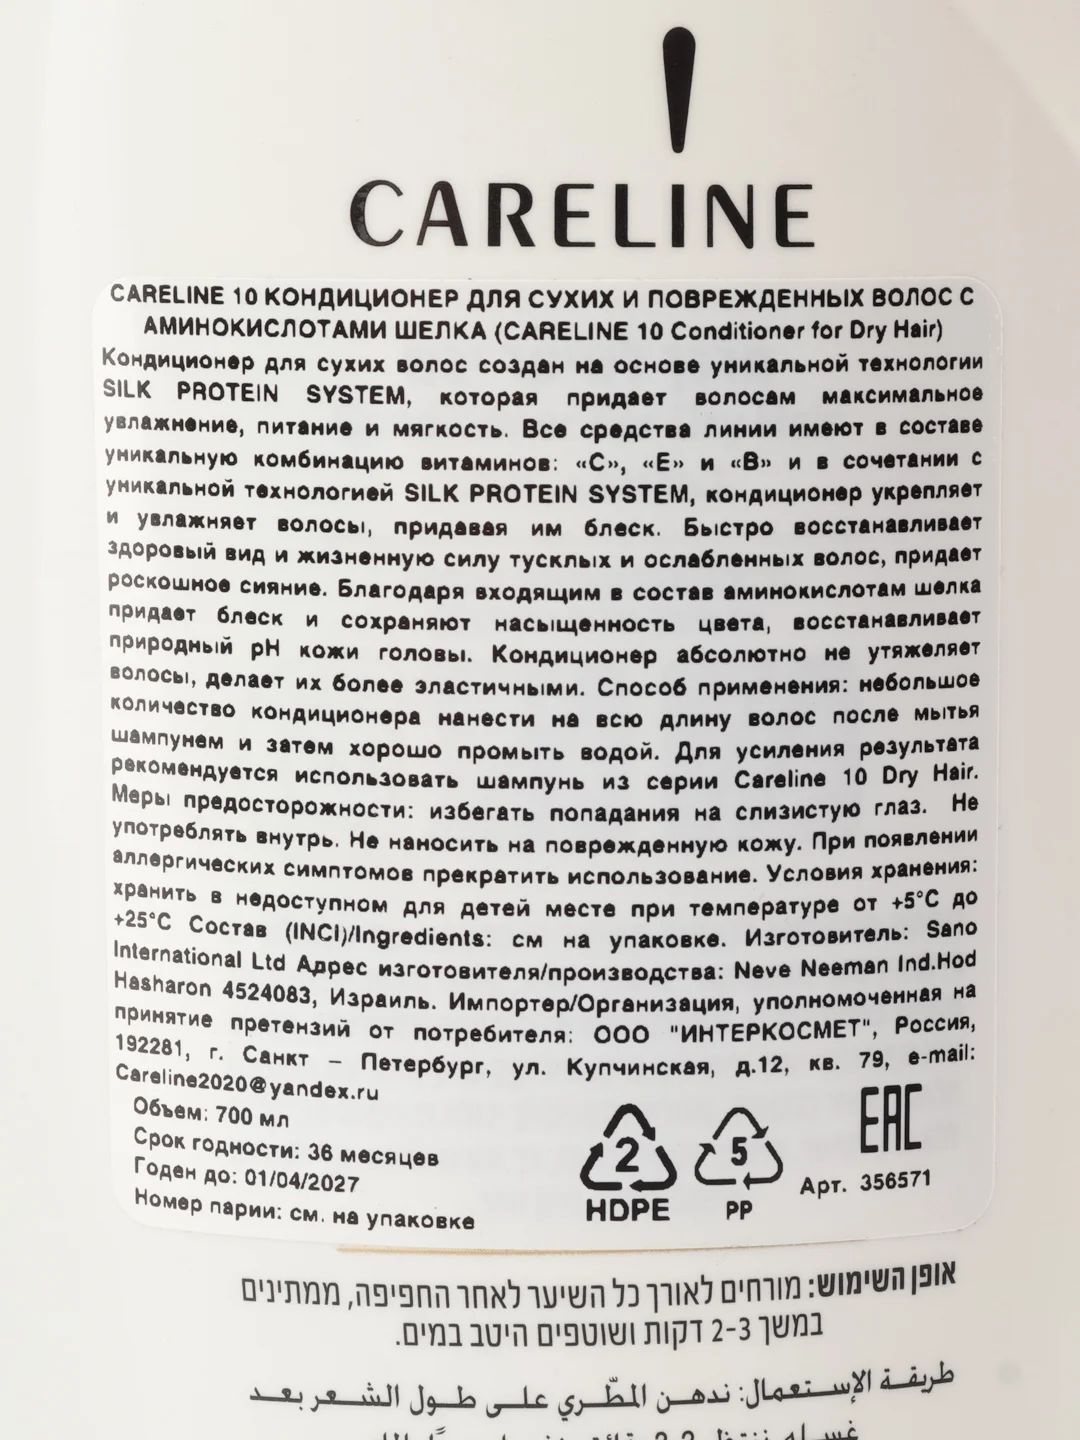 CARELINE
CARELINE 10 КОНДИЦИОНЕР ДЛЯ СУХИХ И ПОВРЕЖДЕННЫХ ВОЛОС С
АМИНОКИСЛОТАМИ ШЕЛКА (CARELINE 10 Conditioner for Dry Hair)
Кондиционер для сухих волос создан на основе уникальной технологии
SILK PROTEIN SYSTEM, которая придает волосам максимальное
увлажнение, питание и мягкость. Все средства линии имеют в составе
уникальную комбинацию витаминов: «С», «Е» и «В» и в сочетании с
уникальной технологией SILK PROTEIN SYSTEM, кондиционер укрепляет
и увлажняет волосы, придавая им блеск. Быстро восстанавливает
здоровый вид и жизненную силу тусклых и ослабленных волос, придает
роскошное сияние. Благодаря входящим в состав аминокислотам шелка
придает блеск и сохраняют насыщенность цвета, восстанавливает
природный pH кожи головы. Кондиционер абсолютно не утяжеляет
волосы, делает их более эластичными. Способ применения: небольшое
количество кондиционера нанести на всю длину волос после мытья
шампунем и затем хорошо промыть водой. Для усиления результата
рекомендуется использовать шампунь из серии Careline 10 Dry Hair.
Меры предосторожности: избегать попадания на слизистую глаз. Не
употреблять внутрь. Не наносить на поврежденную кожу. При появлении
аллергических симптомов прекратить использование. Условия хранения:
хранить в недоступном для детей месте при температуре от +5°С до
+25°С Состав (INCI)/Ingredients: см на упаковке. Изготовитель: Sano
International Ltd Адрес изготовителя/производства: Neve Neeman Ind.Hod
Hasharon 4524083, Израиль. Импортер/Организация, уполномоченная на
принятие претензий от потребителя: ООО "ИНТЕРКОСМЕТ", Россия,
192281, г. Санкт – Петербург, ул. Купчинская, д.12, кв. 79, e-mail:
Careline2020@yandex.ru
Объем: 700 мл
Срок годности: 36 месяцев
Годен до: 01/04/2027
Номер парии: см. на упаковке
2
HDPE
5
PP
EAC
Арт. 356571
אופן השימוש: מורחים לאורך כל השיער לאחר החפיפה, ממתינים
במשך 2-3 דקות ושוטפים היטב במים.
طريقة الإستعمال: ندهن المطّري على طول الشعر بعد